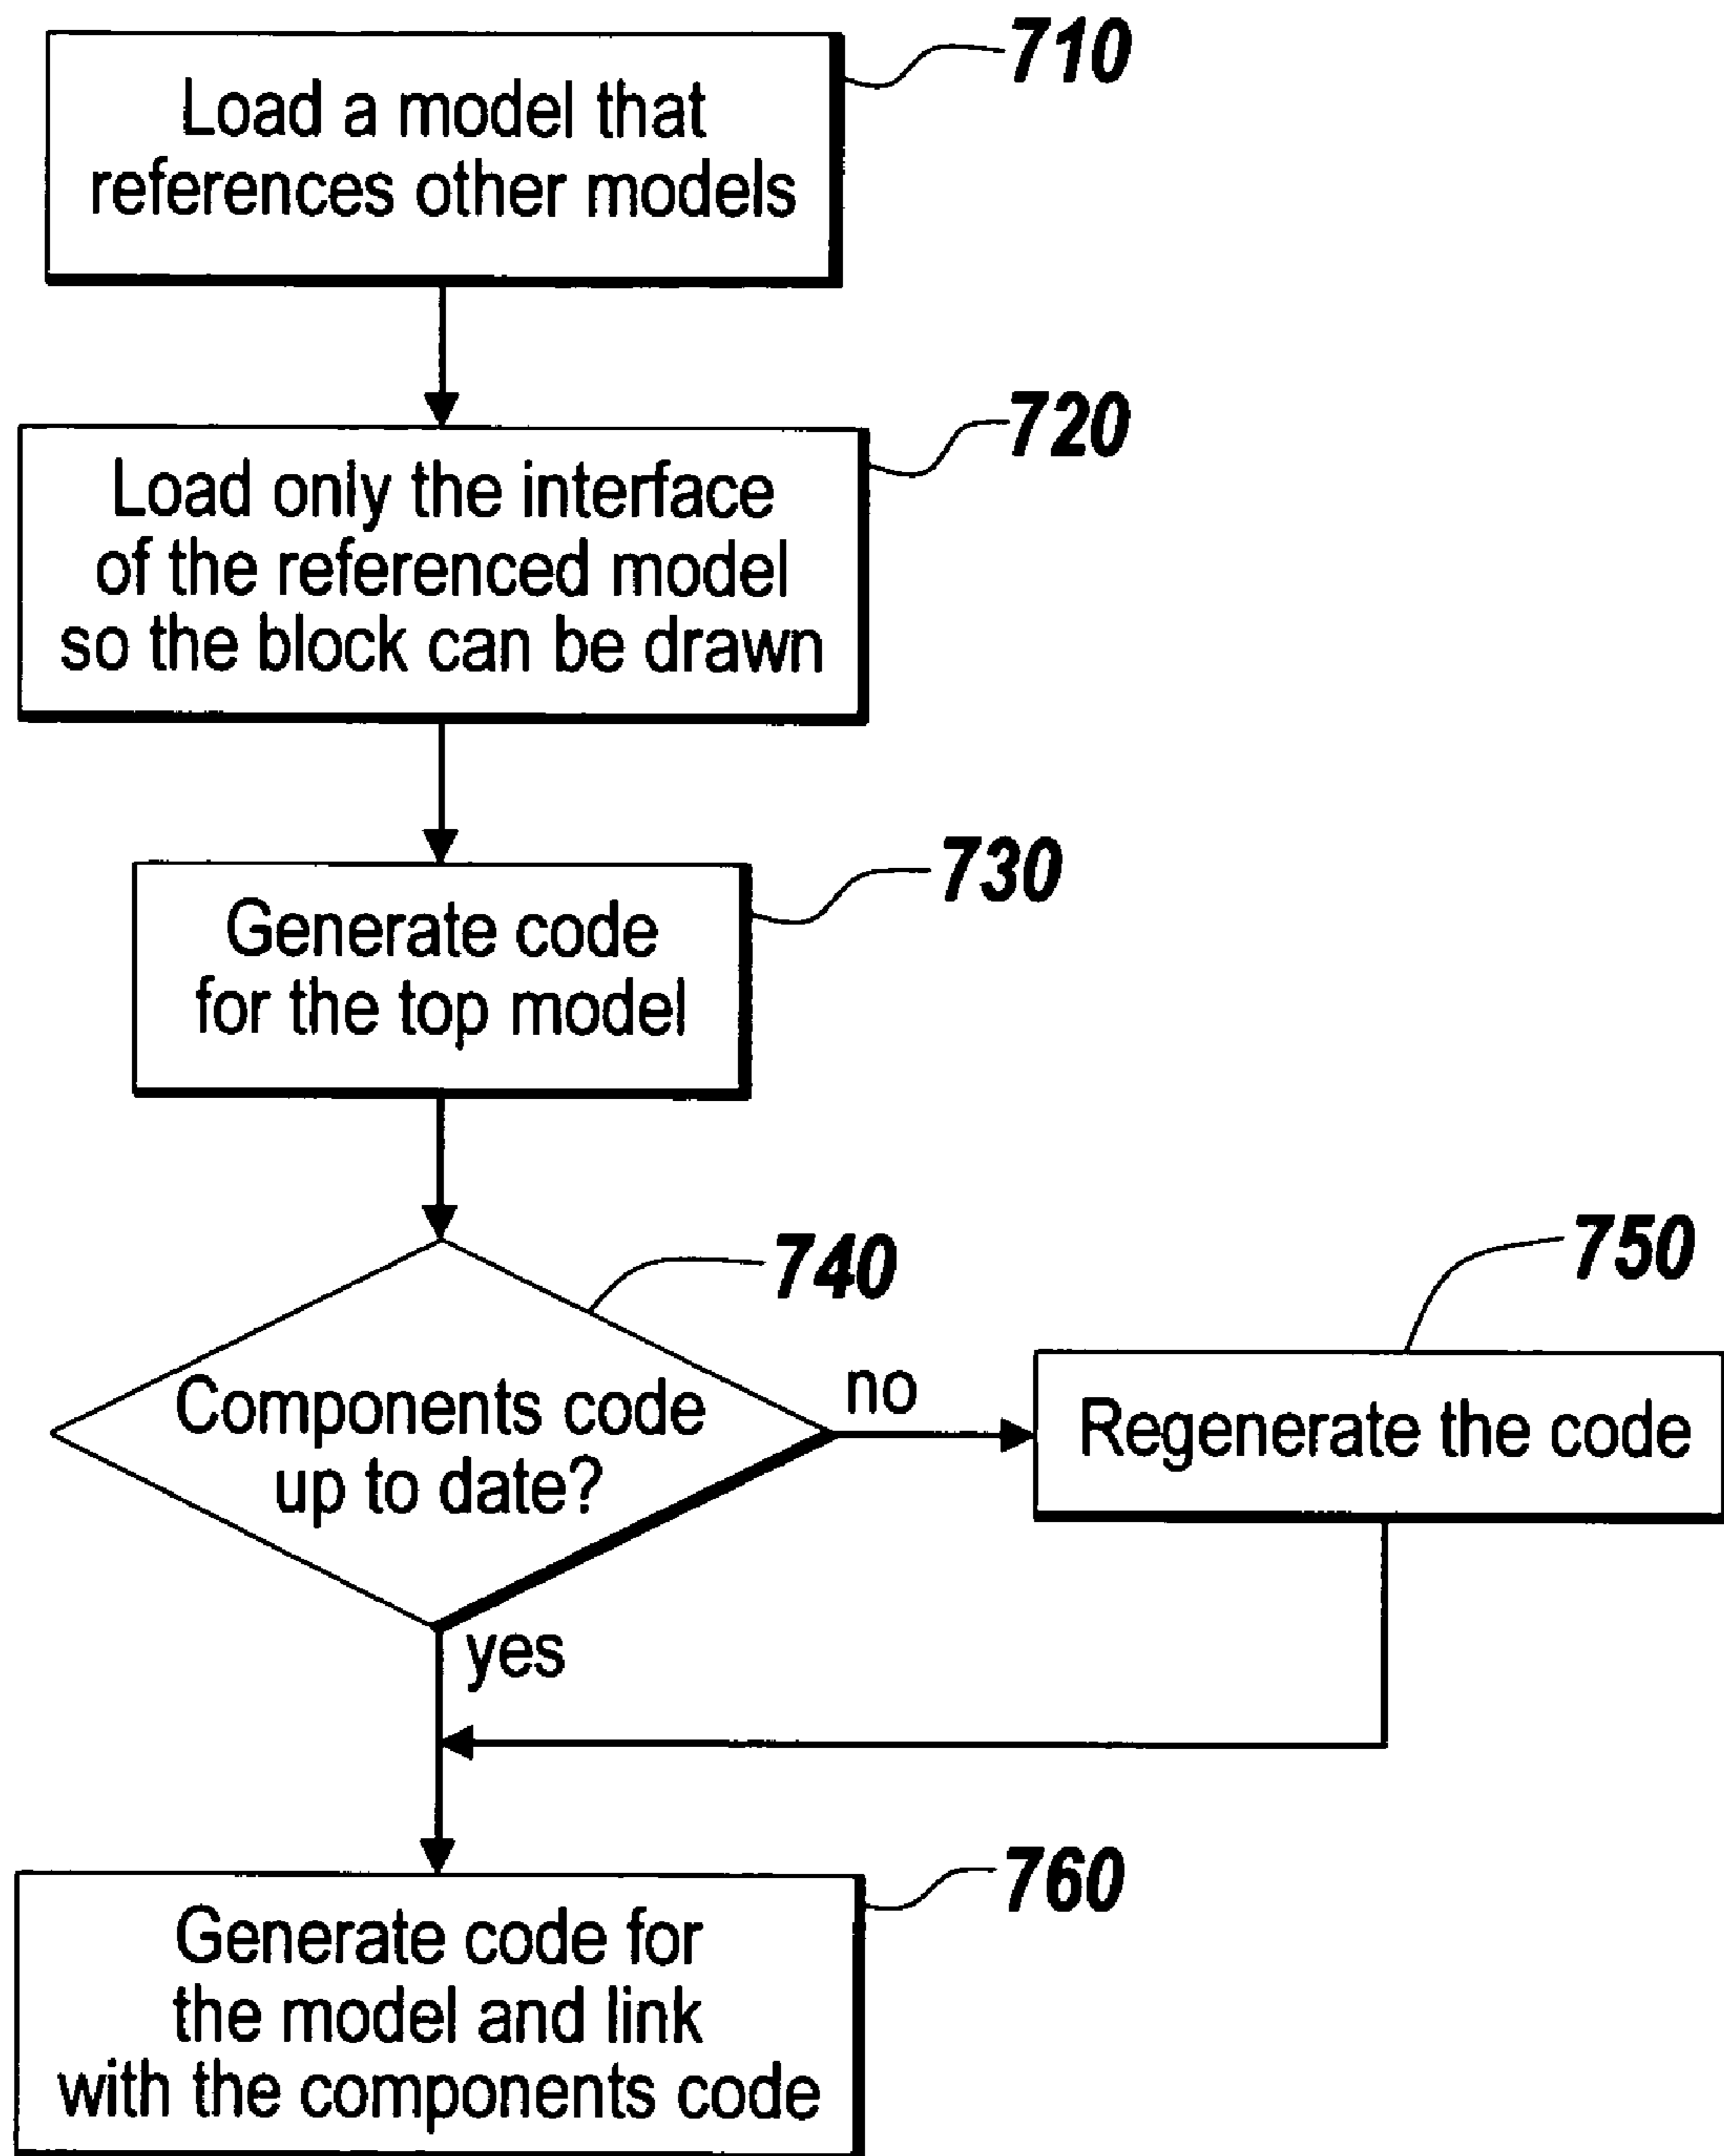 710
Load a model that
references other models
720
Load only the interface
of the referenced model
so the block can be drawn
730
Generate code
for the top model
740
Components code
up to date?
no
750
Regenerate the code
yes
760
Generate code for
the model and link
with the components code